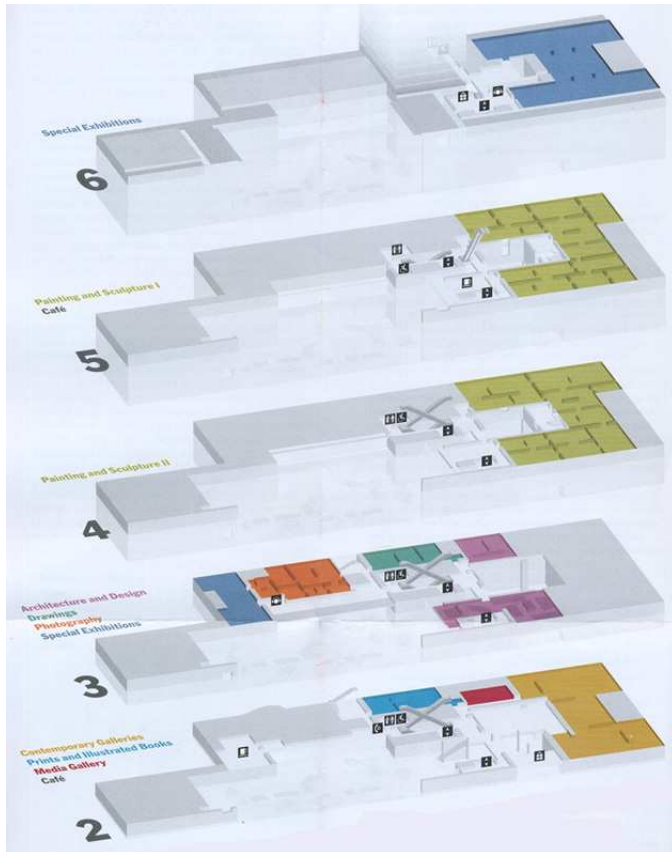 Special Exhibitions
6
Painting and Sculpture I
Café
5
Painting and Sculpture II
4
Architecture and Design
Drawings
Photography
Special Exhibitions
3
Contemporary Galleries
Prints and Illustrated Books
Media Gallery
Café
2